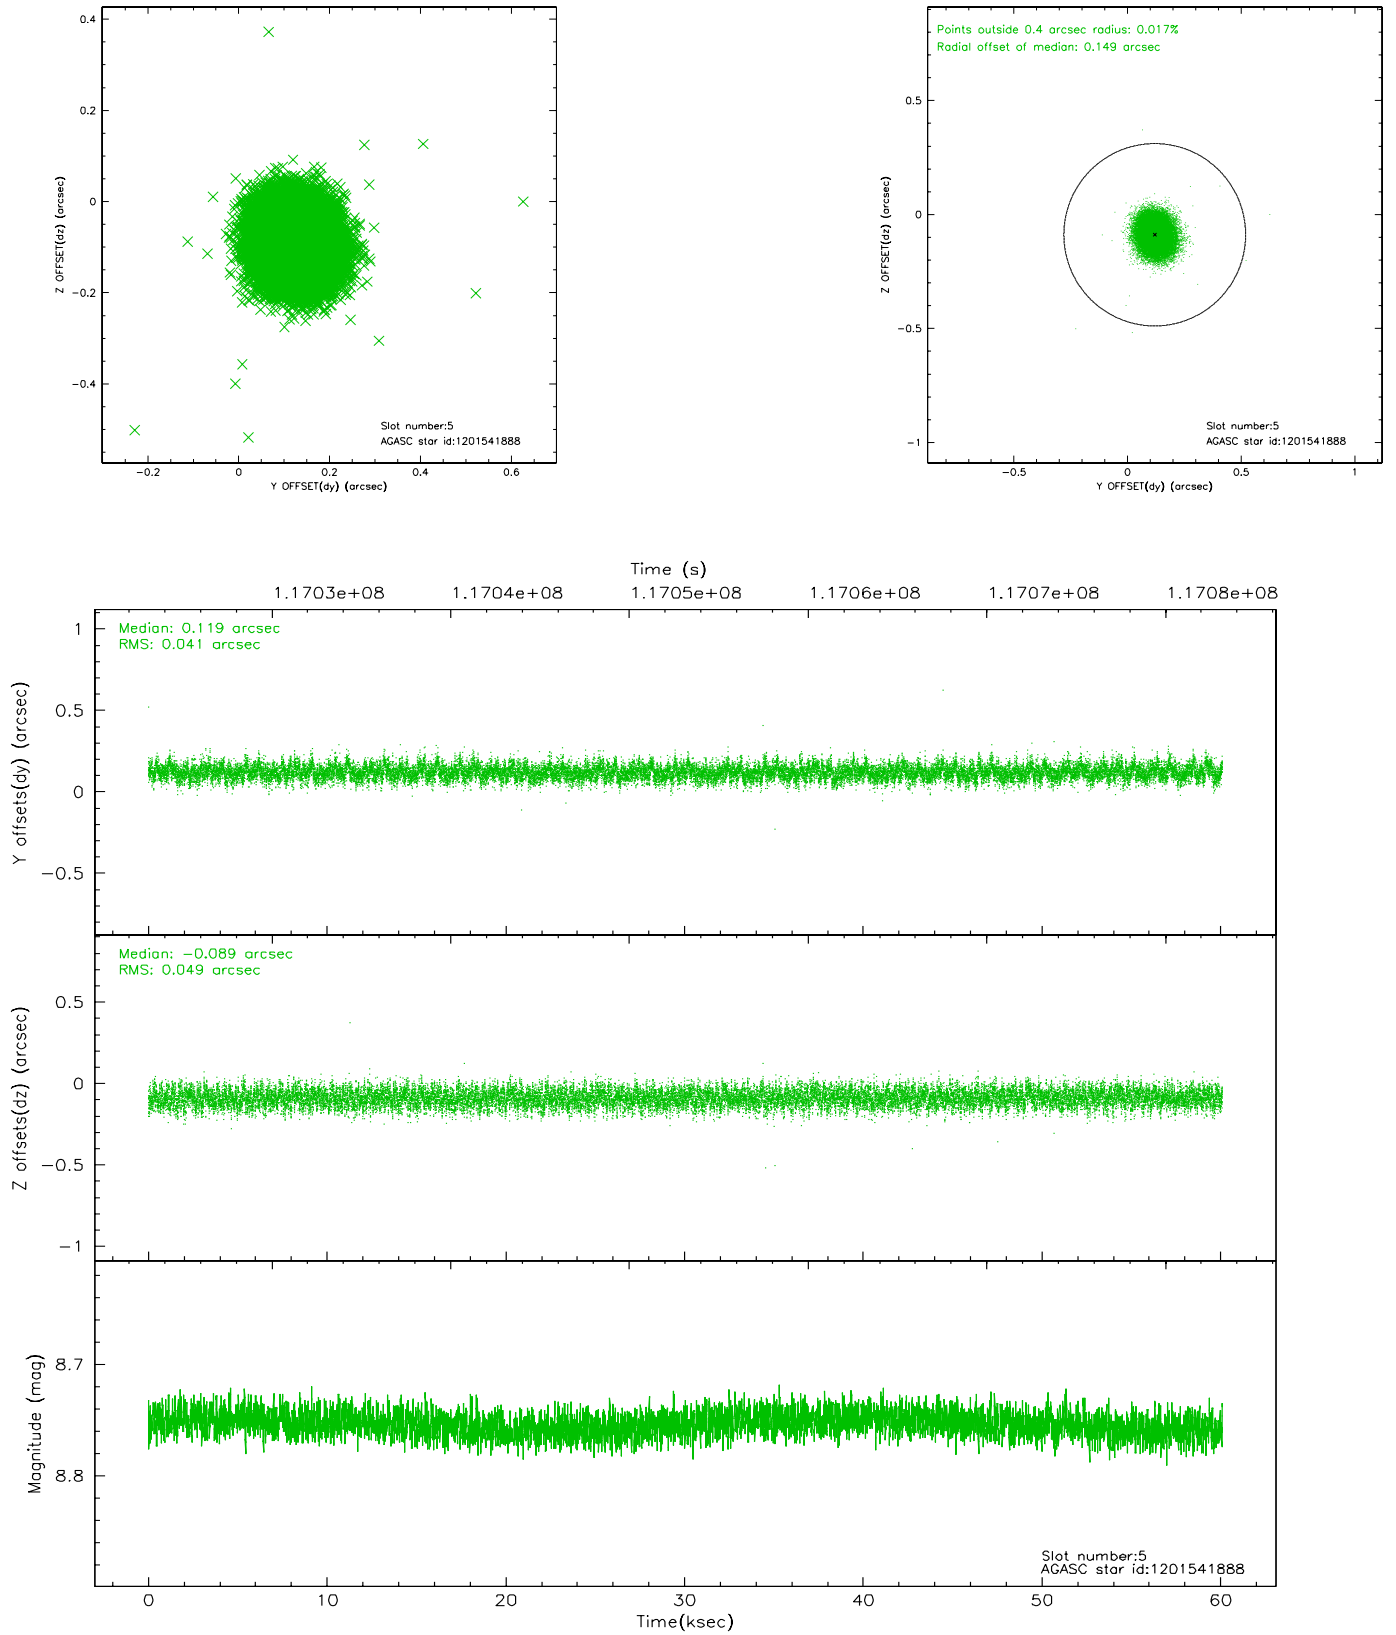 0.4
0.2
0
−0.2
−0.4
Z OFFSET(dz) (arcsec)
Slot number:5
AGASC star id:1201541888
−0.2 0 0.2 0.4 0.6
Y OFFSET(dy) (arcsec)
Points outside 0.4 arcsec radius: 0.017%
Radial offset of median: 0.149 arcsec
0.5
0
−0.5
−1
Z OFFSET(dz) (arcsec)
Slot number:5
AGASC star id:1201541888
−0.5 0 0.5 1
Y OFFSET(dy) (arcsec)
Time (s)
1.1703e+08 1.1704e+08 1.1705e+08 1.1706e+08 1.1707e+08 1.1708e+08
Median: 0.119 arcsec
RMS: 0.041 arcsec
1
0.5
0
−0.5
Y offsets(dy) (arcsec)
Median: −0.089 arcsec
RMS: 0.049 arcsec
0.5
0
−0.5
−1
Z offsets(dz) (arcsec)
8.7
8.8
Magnitude (mag)
Slot number:5
AGASC star id:1201541888
0 10 20 30 40 50 60
Time(ksec)